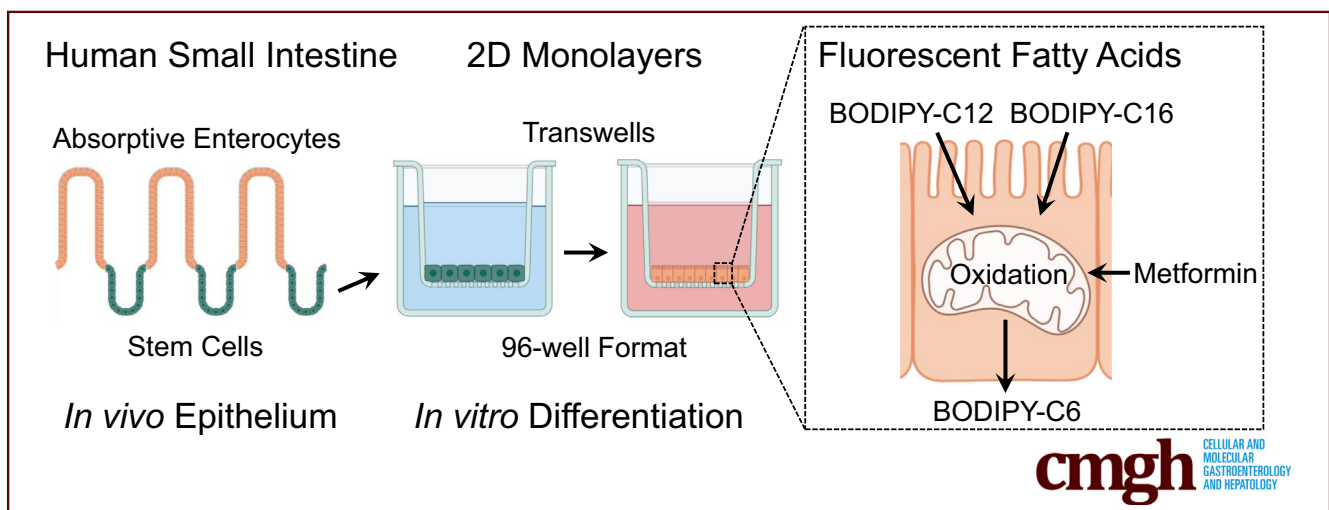 Human Small Intestine
Absorptive Enterocytes
Stem Cells
In vivo Epithelium
2D Monolayers
Transwells
96-well Format
In vitro Differentiation
Fluorescent Fatty Acids
BODIPY-C12 BODIPY-C16
Oxidation
Metformin
BODIPY-C6
cmgh
CELLULAR AND
MOLECULAR
GASTROENTEROLOGY
AND HEPATOLOGY